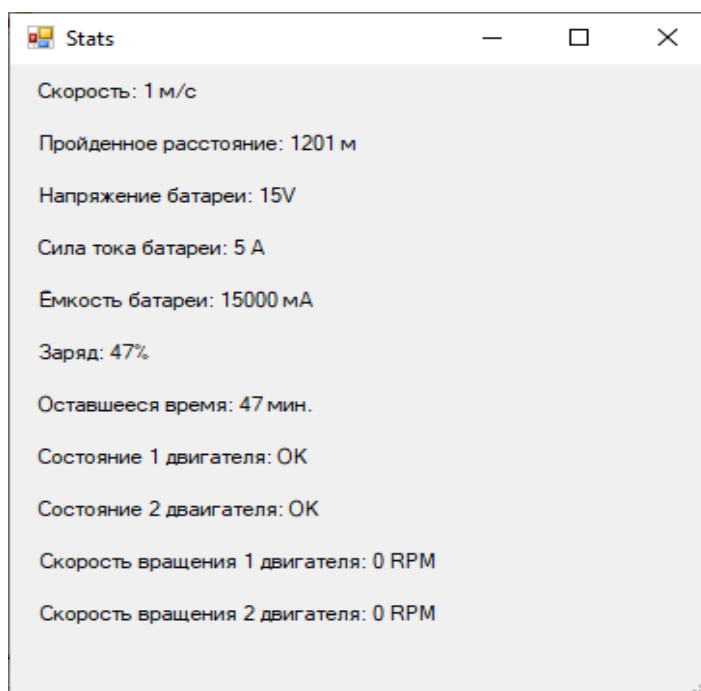 Stats
Скорость: 1 м/с
Пройденное расстояние: 1201 м
Напряжение батареи: 15V
Сила тока батареи: 5 А
Ёмкость батареи: 15000 мА
Заряд: 47%
Оставшееся время: 47 мин.
Состояние 1 двигателя: OK
Состояние 2 дваигателя: OK
Скорость вращения 1 двигателя: 0 RPM
Скорость вращения 2 двигателя: 0 RPM